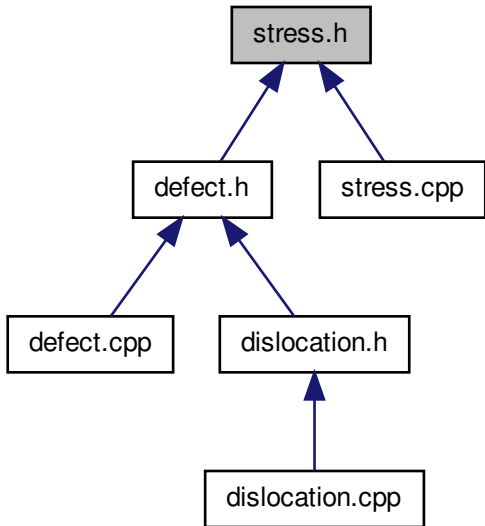 stress.h
defect.h
stress.cpp
defect.cpp
dislocation.h
dislocation.cpp